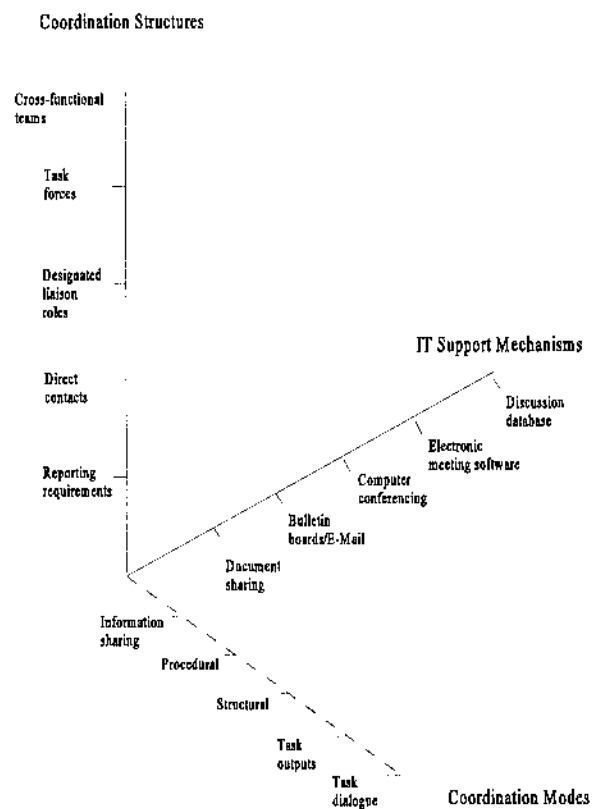 Coordination Structures
Cross-functional
teams
Task
forces
Designated
liaison
roles
IT Support Mechanisms
Direct
contacts
Discussion
database
Electronic
meeting software
Reporting
requirements
Computer
conferencing
Bulletin
boards/E-Mail
Document
sharing
Information
sharing
Procedural
Structural
Task
outputs
Task
dialogue
Coordination Modes